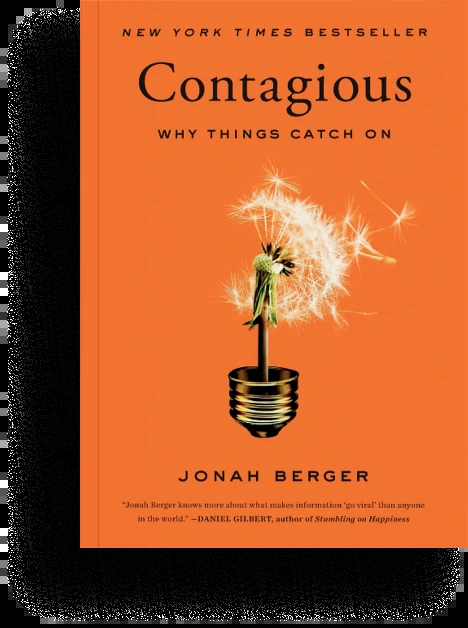 NEW YORK TIMES BESTSELLER
Contagious
WHY THINGS CATCH ON
JONAH BERGER
“Jonah Berger knows more about what makes information ‘go viral’ than anyone
in the world.” —DANIEL GILBERT, author of Stumbling on Happiness